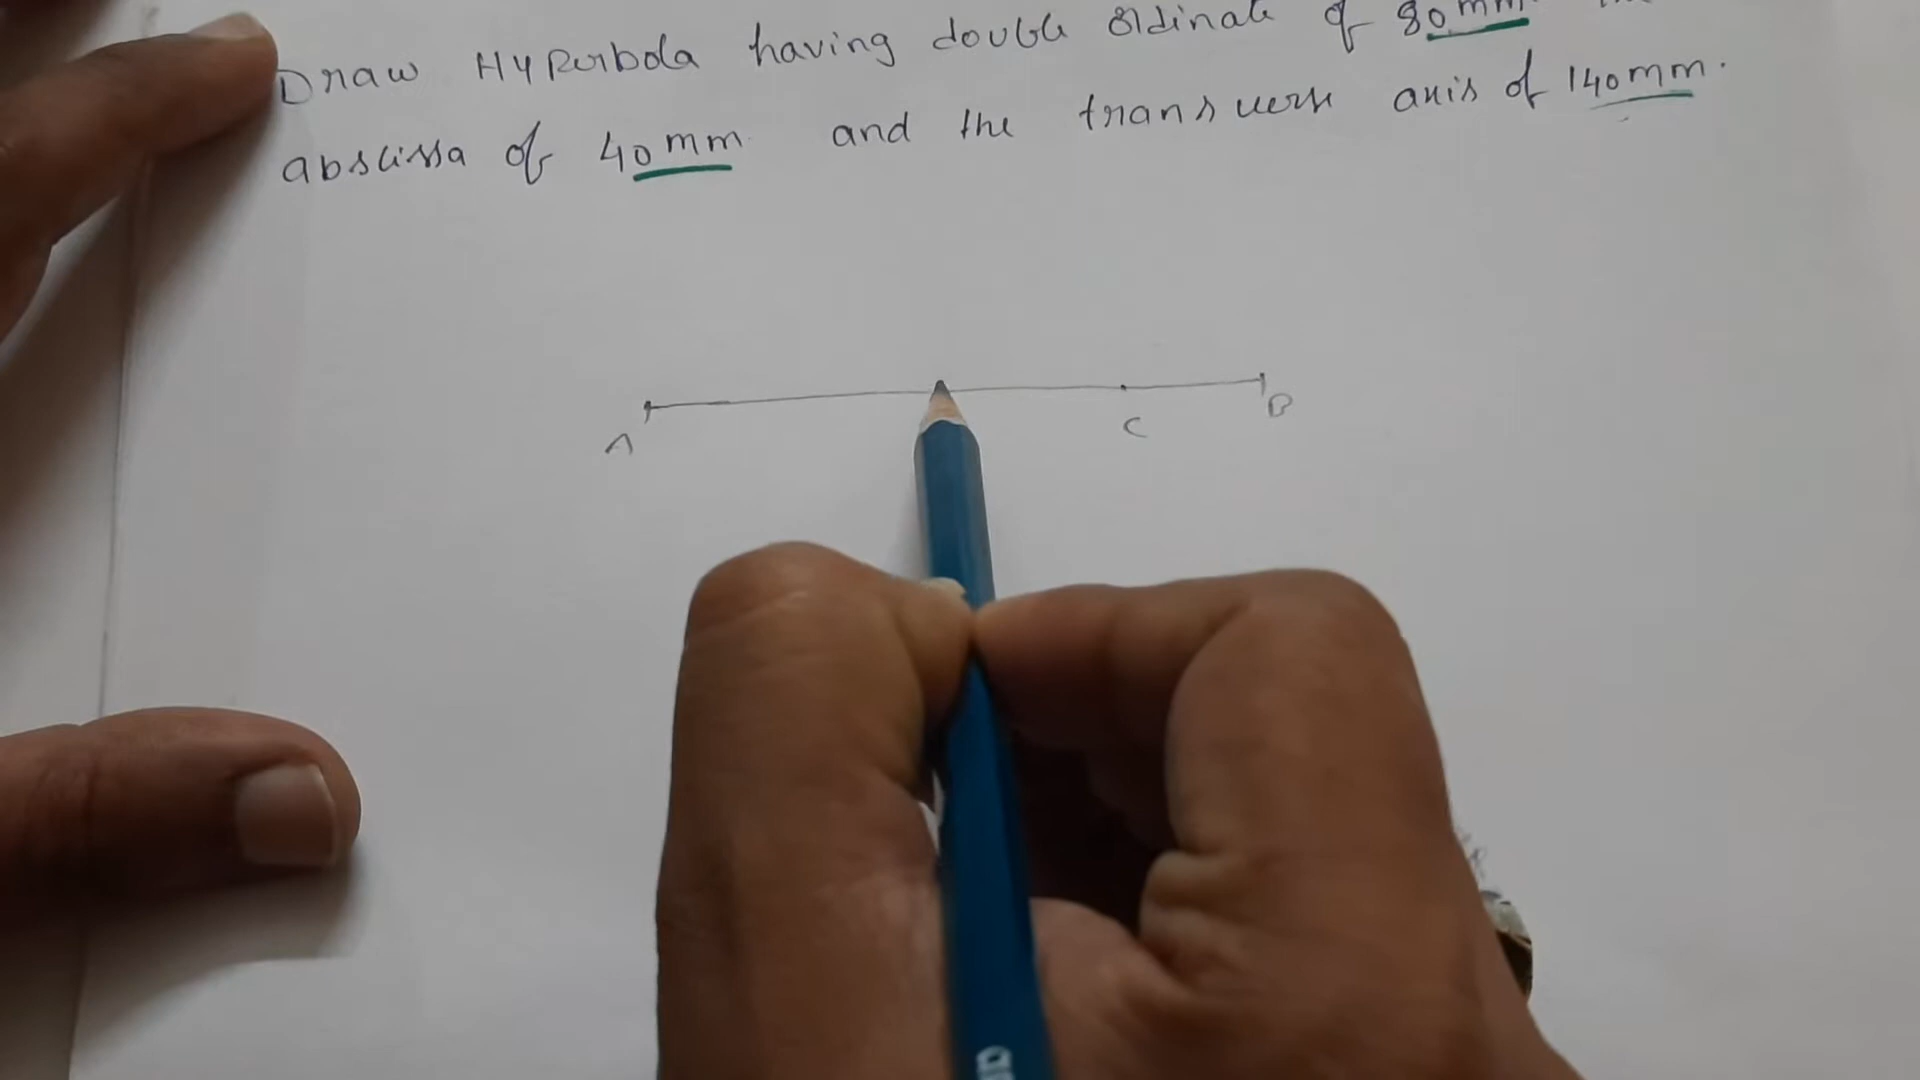 Draw Hyperbola having double ordinate of 80mm
abscissa of 40mm and the transverse axis of 140mm.
A
C
B